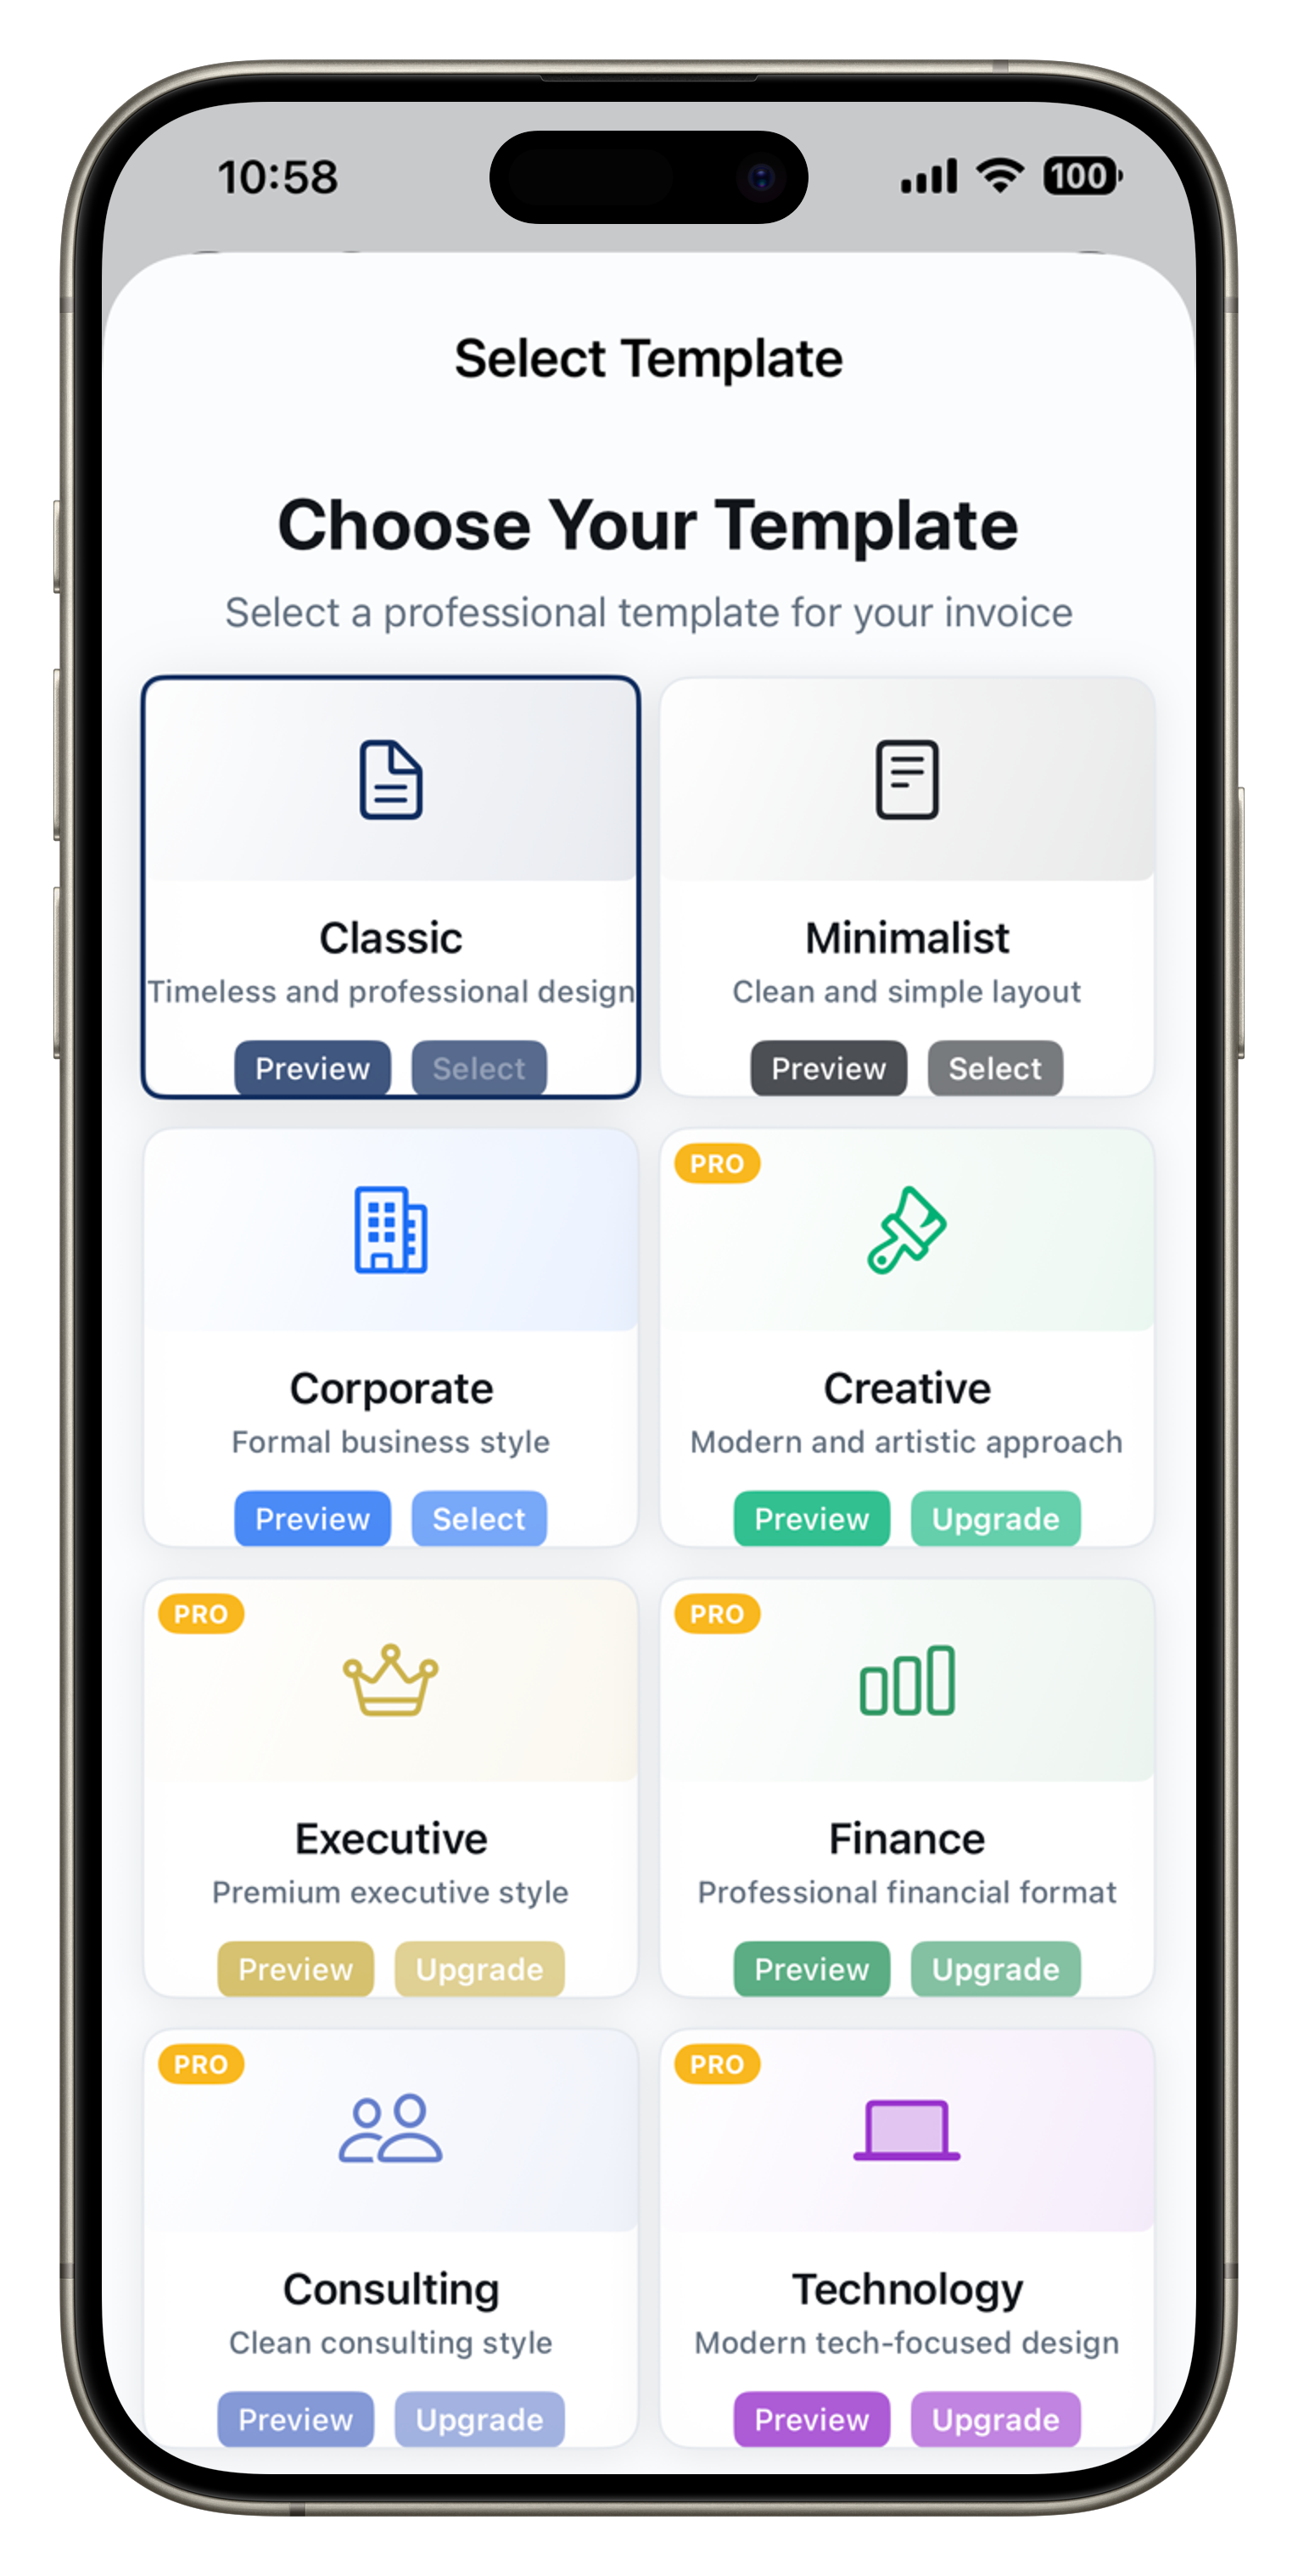 10:58
100
Select Template
Choose Your Template
Select a professional template for your invoice
Classic
Timeless and professional design
Preview Select
Minimalist
Clean and simple layout
Preview Select
Corporate
Formal business style
Preview Select
PRO
Creative
Modern and artistic approach
Preview Upgrade
PRO
Executive
Premium executive style
Preview Upgrade
PRO
Finance
Professional financial format
Preview Upgrade
PRO
Consulting
Clean consulting style
Preview Upgrade
PRO
Technology
Modern tech-focused design
Preview Upgrade